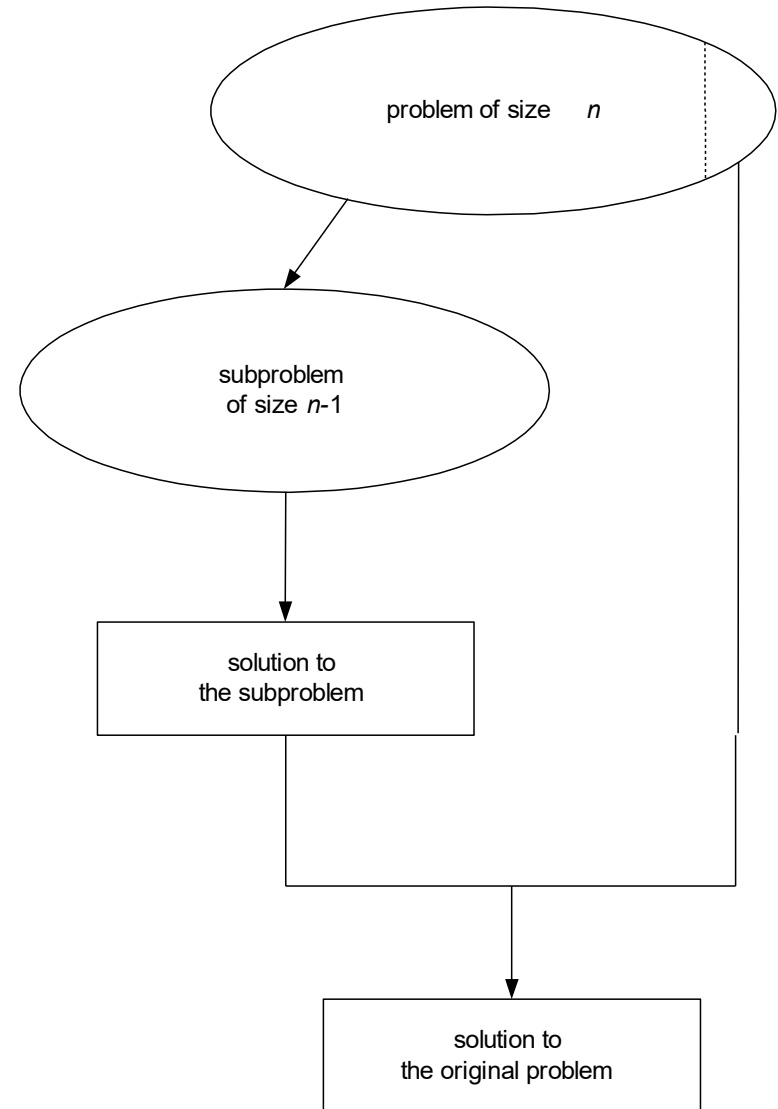 problem of size n
subproblem
of size n-1
solution to
the subproblem
solution to
the original problem